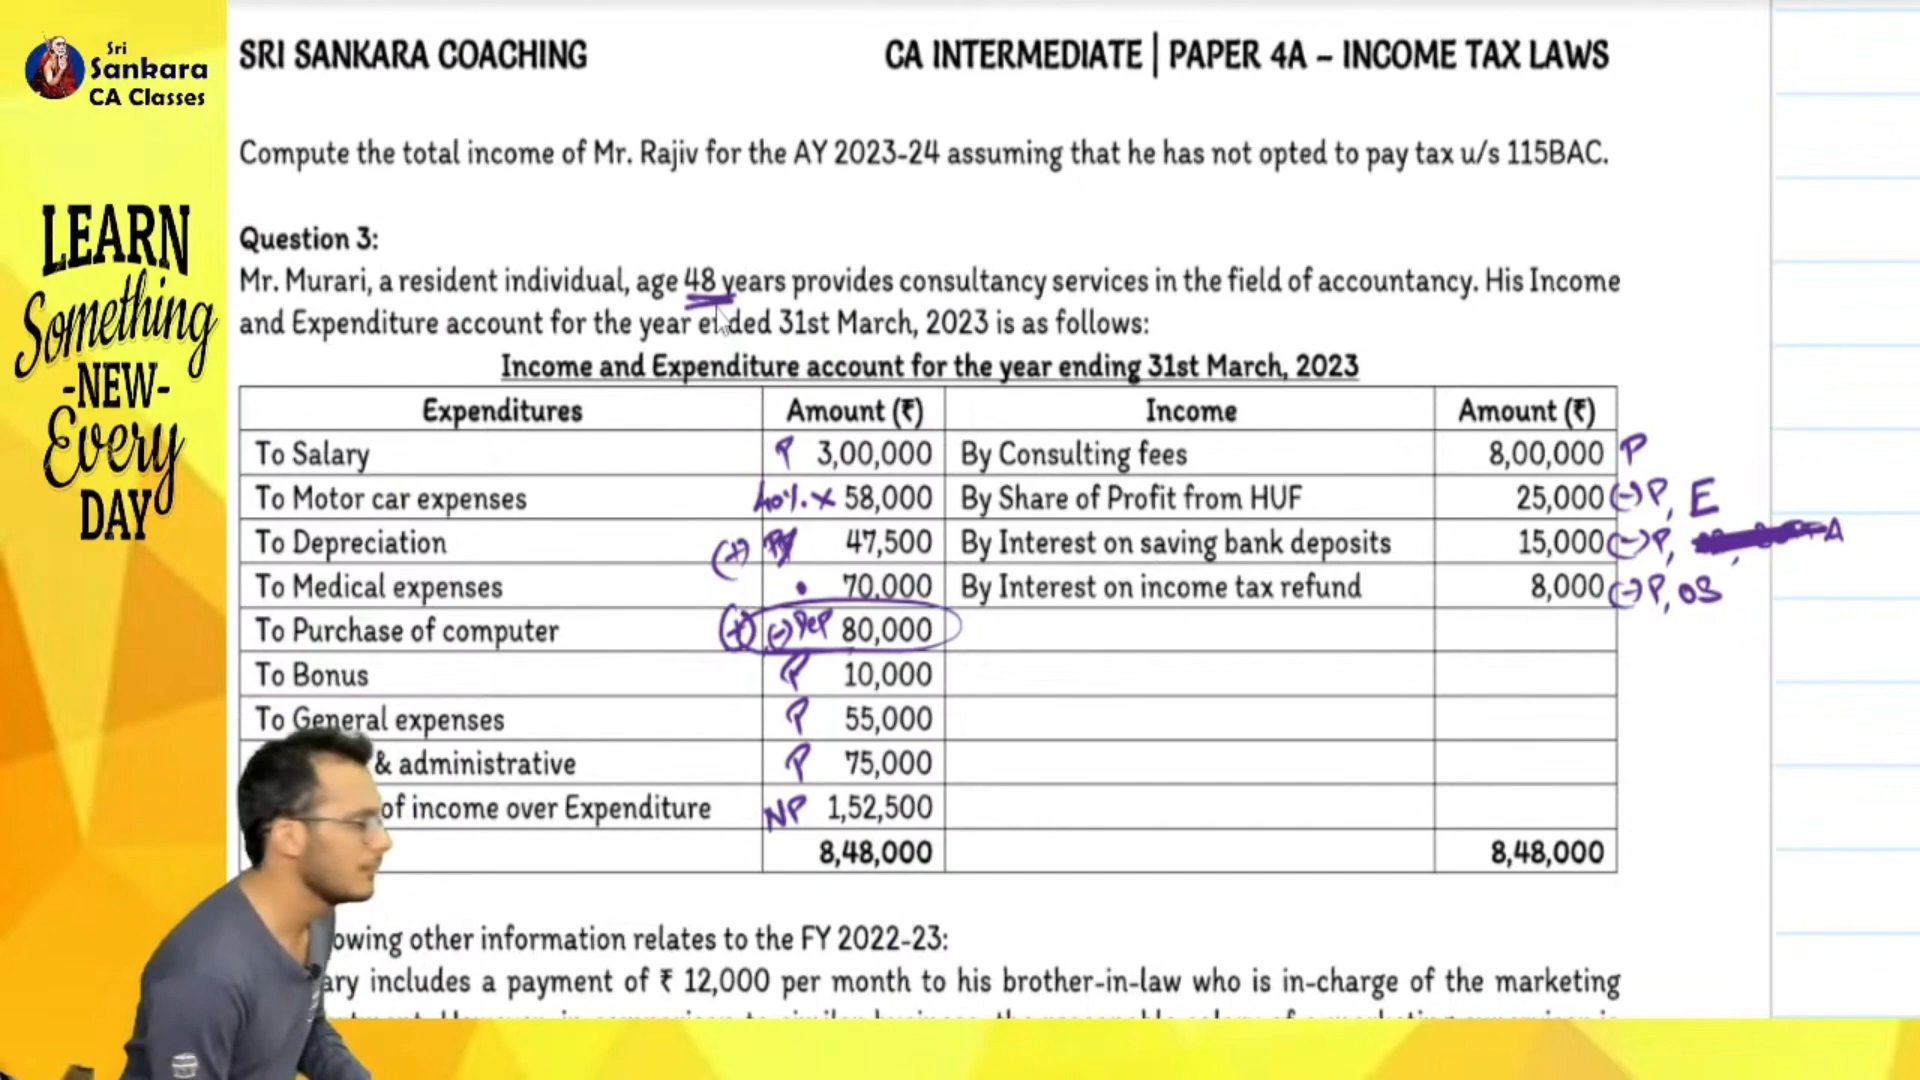 Sri
Sankara
CA Classes
LEARN
Something
-NEW-
Every
DAY
SRI SANKARA COACHING CA INTERMEDIATE | PAPER 4A – INCOME TAX LAWS
Compute the total income of Mr. Rajiv for the AY 2023-24 assuming that he has not opted to pay tax u/s 115BAC.
Question 3:
Mr. Murari, a resident individual, age 48 years provides consultancy services in the field of accountancy. His Income
and Expenditure account for the year ended 31st March, 2023 is as follows:
Income and Expenditure account for the year ending 31st March, 2023
Expenditures Amount (₹) Income Amount (₹)
To Salary P 3,00,000 By Consulting fees 8,00,000 P
To Motor car expenses 40% x 58,000 By Share of Profit from HUF 25,000 (-) P, E
To Depreciation (+) 47,500 By Interest on saving bank deposits 15,000 (-) P, A
To Medical expenses 70,000 By Interest on income tax refund 8,000 (-) P, OS
To Purchase of computer (+) (-) Dep 80,000
To Bonus P 10,000
To General expenses P 55,000
& administrative P 75,000
of income over Expenditure NP 1,52,500
8,48,000 8,48,000
owing other information relates to the FY 2022-23:
ary includes a payment of ₹ 12,000 per month to his brother-in-law who is in-charge of the marketing